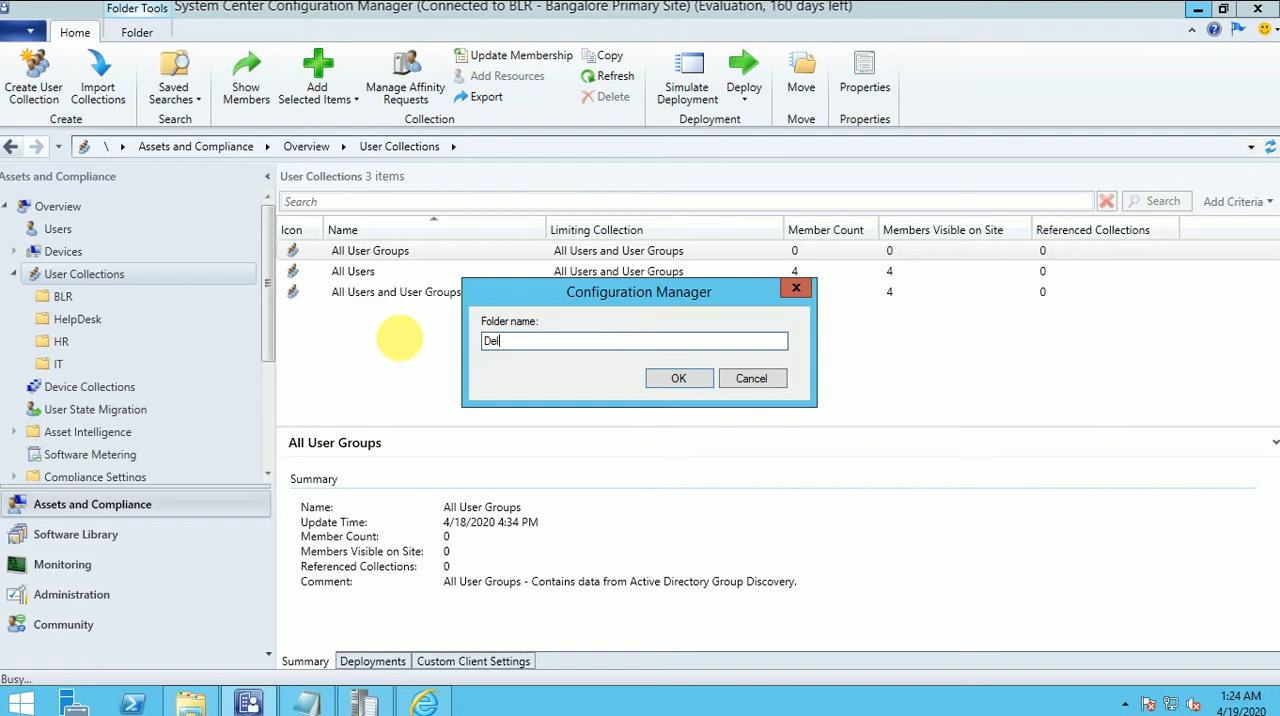 Folder Tools
System Center Configuration Manager (Connected to BLR - Bangalore Primary Site) (Evaluation, 160 days left)
Home
Folder
Create User Collection
Import Collections
Saved Searches
Show Members
Add Selected Items
Manage Affinity Requests
Update Membership
Add Resources
Export
Copy
Refresh
Delete
Simulate Deployment
Deploy
Move
Properties
Create
Search
Collection
Deployment
Move
Properties
\ Assets and Compliance Overview User Collections
Assets and Compliance
User Collections 3 items
Search
Search
Add Criteria
Overview
Users
Devices
User Collections
BLR
HelpDesk
HR
IT
Device Collections
User State Migration
Asset Intelligence
Software Metering
Compliance Settings
Assets and Compliance
Software Library
Monitoring
Administration
Community
Icon Name Limiting Collection Member Count Members Visible on Site Referenced Collections
All User Groups All Users and User Groups 0 0 0
All Users All Users and User Groups 4 4 0
All Users and User Groups 4 0
Configuration Manager
Folder name:
Del
OK Cancel
All User Groups
Summary
Name: All User Groups
Update Time: 4/18/2020 4:34 PM
Member Count: 0
Members Visible on Site: 0
Referenced Collections: 0
Comment: All User Groups - Contains data from Active Directory Group Discovery.
Summary Deployments Custom Client Settings
Busy...
1:24 AM
4/19/2020